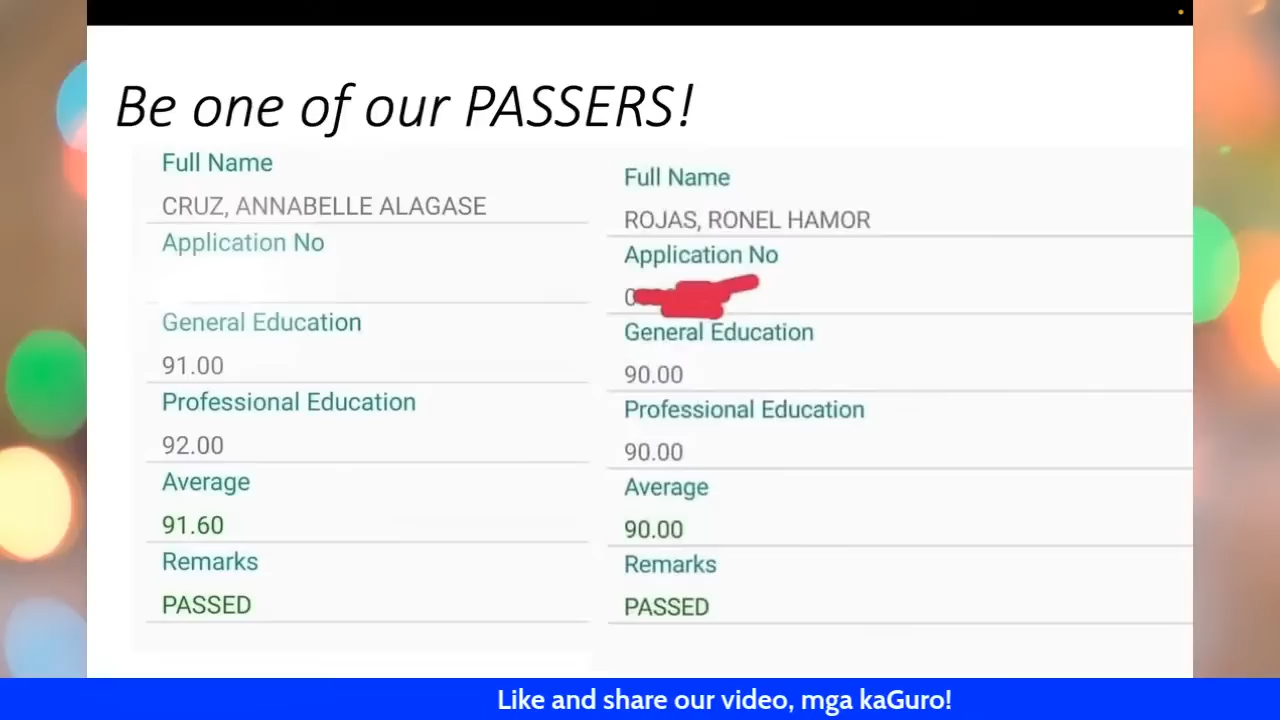 Be one of our PASSERS!
Full Name
CRUZ, ANNABELLE ALAGASE
Application No
General Education
91.00
Professional Education
92.00
Average
91.60
Remarks
PASSED
Full Name
ROJAS, RONEL HAMOR
Application No
General Education
90.00
Professional Education
90.00
Average
90.00
Remarks
PASSED
Like and share our video, mga kaGuro!